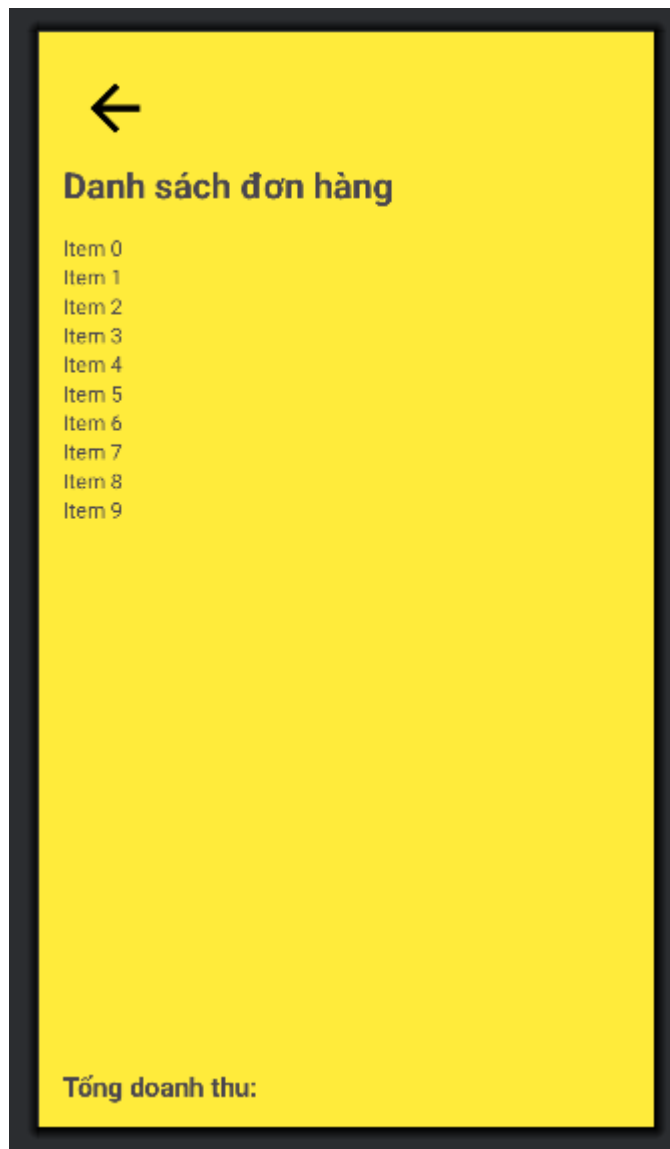 Danh sách đơn hàng
Item 0
Item 1
Item 2
Item 3
Item 4
Item 5
Item 6
Item 7
Item 8
Item 9
Tổng doanh thu: